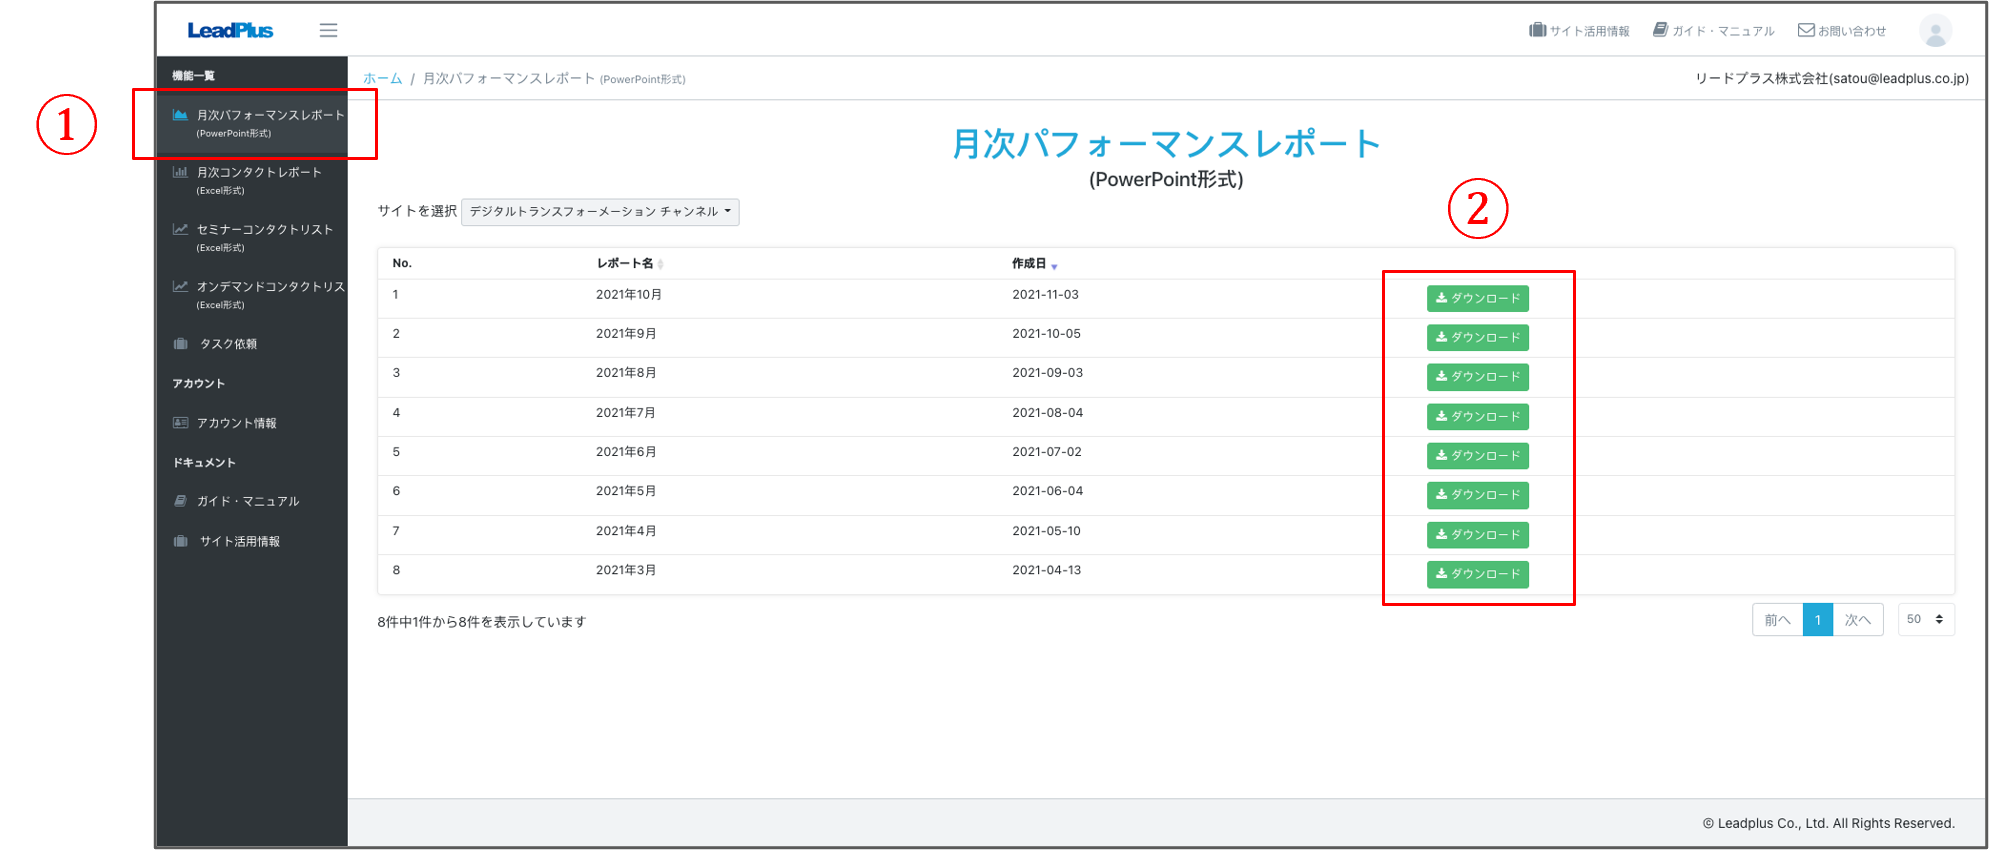 LeadPlus
サイト活用情報 ガイド・マニュアル お問い合わせ
機能一覧
ホーム / 月次パフォーマンスレポート (PowerPoint形式)
リードプラス株式会社(satou@leadplus.co.jp)
①
月次パフォーマンスレポート
(PowerPoint形式)
月次コンタクトレポート
(Excel形式)
セミナーコンタクトリスト
(Excel形式)
オンデマンドコンタクトリス
(Excel形式)
タスク依頼
アカウント
アカウント情報
ドキュメント
ガイド・マニュアル
サイト活用情報
月次パフォーマンスレポート
(PowerPoint形式)
サイトを選択 デジタルトランスフォーメーション チャンネル
②
No. レポート名 作成日
1 2021年10月 2021-11-03 ダウンロード
2 2021年9月 2021-10-05 ダウンロード
3 2021年8月 2021-09-03 ダウンロード
4 2021年7月 2021-08-04 ダウンロード
5 2021年6月 2021-07-02 ダウンロード
6 2021年5月 2021-06-04 ダウンロード
7 2021年4月 2021-05-10 ダウンロード
8 2021年3月 2021-04-13 ダウンロード
8件中1件から8件を表示しています
前へ 1 次へ 50
© Leadplus Co., Ltd. All Rights Reserved.